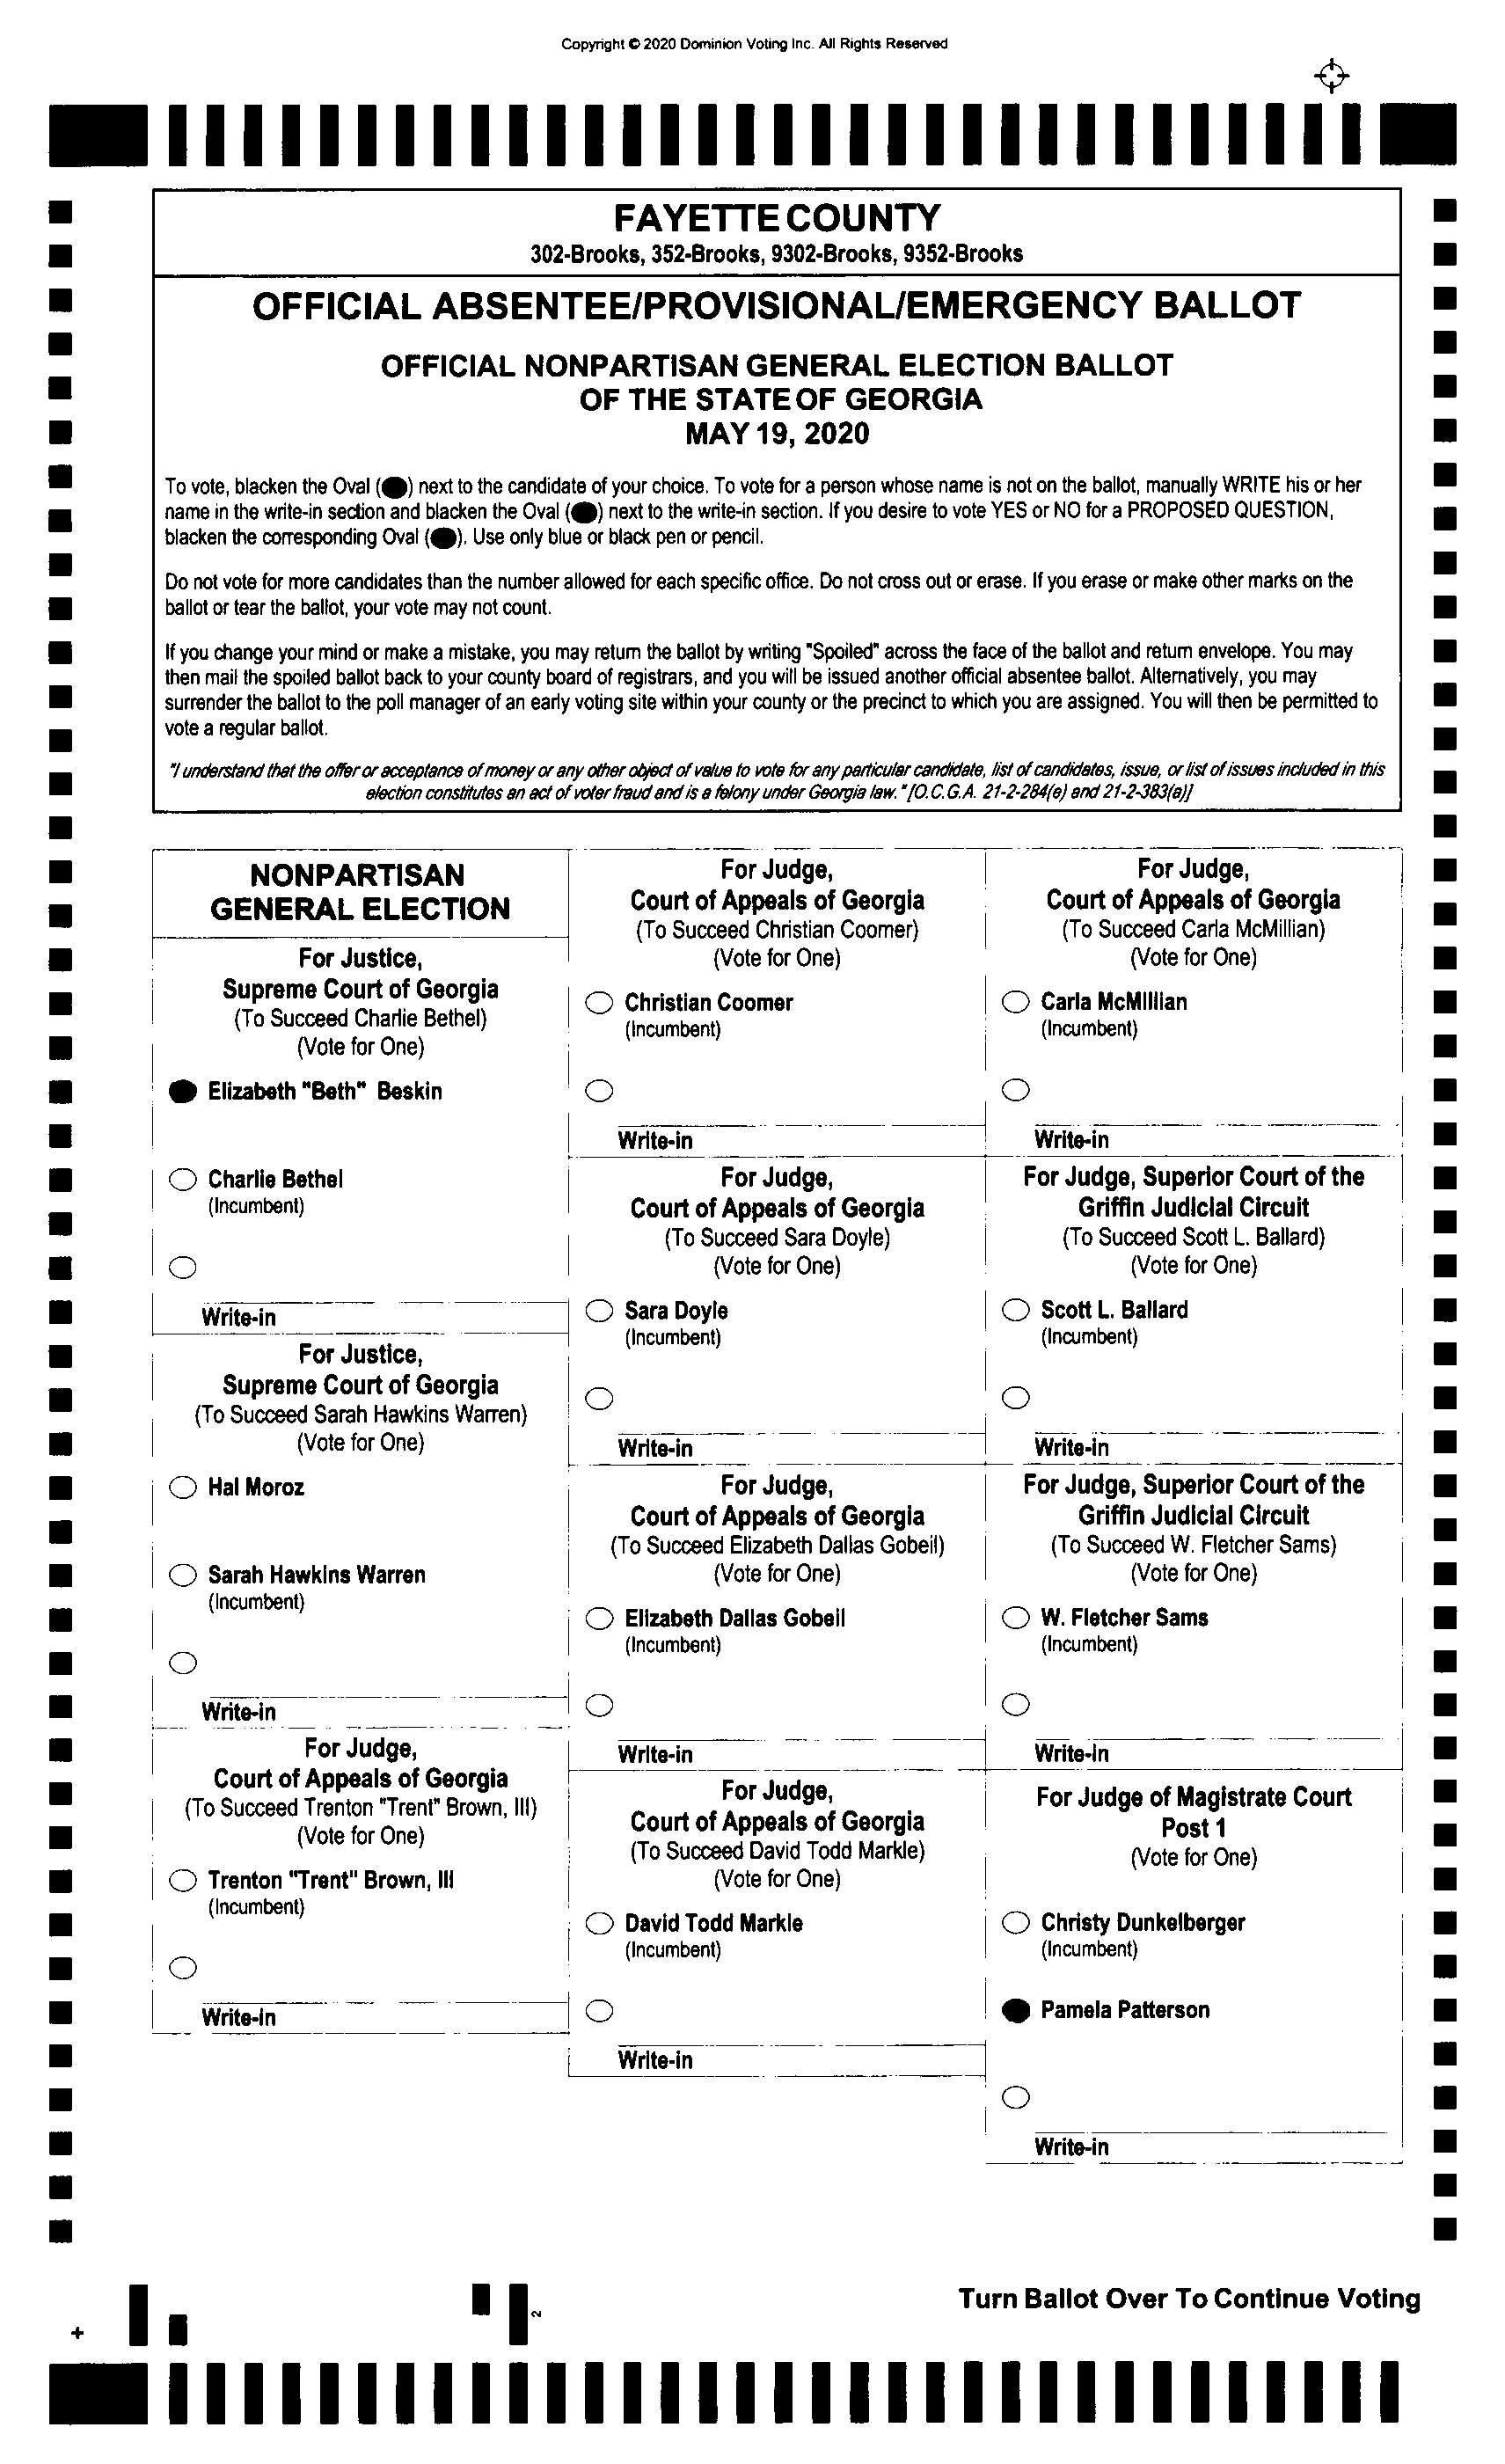 Copyright © 2020 Dominion Voting Inc. All Rights Reserved
FAYETTE COUNTY
302-Brooks, 352-Brooks, 9302-Brooks, 9352-Brooks
OFFICIAL ABSENTEE/PROVISIONAL/EMERGENCY BALLOT
OFFICIAL NONPARTISAN GENERAL ELECTION BALLOT
OF THE STATE OF GEORGIA
MAY 19, 2020
To vote, blacken the Oval (●) next to the candidate of your choice. To vote for a person whose name is not on the ballot, manually WRITE his or her
name in the write-in section and blacken the Oval (●) next to the write-in section. If you desire to vote YES or NO for a PROPOSED QUESTION,
blacken the corresponding Oval (●). Use only blue or black pen or pencil.
Do not vote for more candidates than the number allowed for each specific office. Do not cross out or erase. If you erase or make other marks on the
ballot or tear the ballot, your vote may not count.
If you change your mind or make a mistake, you may return the ballot by writing "Spoiled" across the face of the ballot and return envelope. You may
then mail the spoiled ballot back to your county board of registrars, and you will be issued another official absentee ballot. Alternatively, you may
surrender the ballot to the poll manager of an early voting site within your county or the precinct to which you are assigned. You will then be permitted to
vote a regular ballot.
"I understand that the offer or acceptance of money or any other object of value to vote for any particular candidate, list of candidates, issue, or list of issues included in this
election constitutes an act of voter fraud and is a felony under Georgia law." [O.C.G.A. 21-2-284(e) and 21-2-383(a)]
NONPARTISAN
GENERAL ELECTION
For Justice,
Supreme Court of Georgia
(To Succeed Charlie Bethel)
(Vote for One)
Elizabeth "Beth" Beskin
Charlie Bethel
(Incumbent)
Write-in
For Justice,
Supreme Court of Georgia
(To Succeed Sarah Hawkins Warren)
(Vote for One)
Hal Moroz
Sarah Hawkins Warren
(Incumbent)
Write-in
For Judge,
Court of Appeals of Georgia
(To Succeed Trenton "Trent" Brown, III)
(Vote for One)
Trenton "Trent" Brown, III
(Incumbent)
Write-in
For Judge,
Court of Appeals of Georgia
(To Succeed Christian Coomer)
(Vote for One)
Christian Coomer
(Incumbent)
Write-in
For Judge,
Court of Appeals of Georgia
(To Succeed Sara Doyle)
(Vote for One)
Sara Doyle
(Incumbent)
Write-in
For Judge,
Court of Appeals of Georgia
(To Succeed Elizabeth Dallas Gobeil)
(Vote for One)
Elizabeth Dallas Gobeil
(Incumbent)
Write-in
For Judge,
Court of Appeals of Georgia
(To Succeed David Todd Markle)
(Vote for One)
David Todd Markle
(Incumbent)
Write-in
For Judge,
Court of Appeals of Georgia
(To Succeed Carla McMillian)
(Vote for One)
Carla McMillian
(Incumbent)
Write-in
For Judge, Superior Court of the
Griffin Judicial Circuit
(To Succeed Scott L. Ballard)
(Vote for One)
Scott L. Ballard
(Incumbent)
Write-in
For Judge, Superior Court of the
Griffin Judicial Circuit
(To Succeed W. Fletcher Sams)
(Vote for One)
W. Fletcher Sams
(Incumbent)
Write-in
For Judge of Magistrate Court
Post 1
(Vote for One)
Christy Dunkelberger
(Incumbent)
Pamela Patterson
Write-in
Turn Ballot Over To Continue Voting
2
+